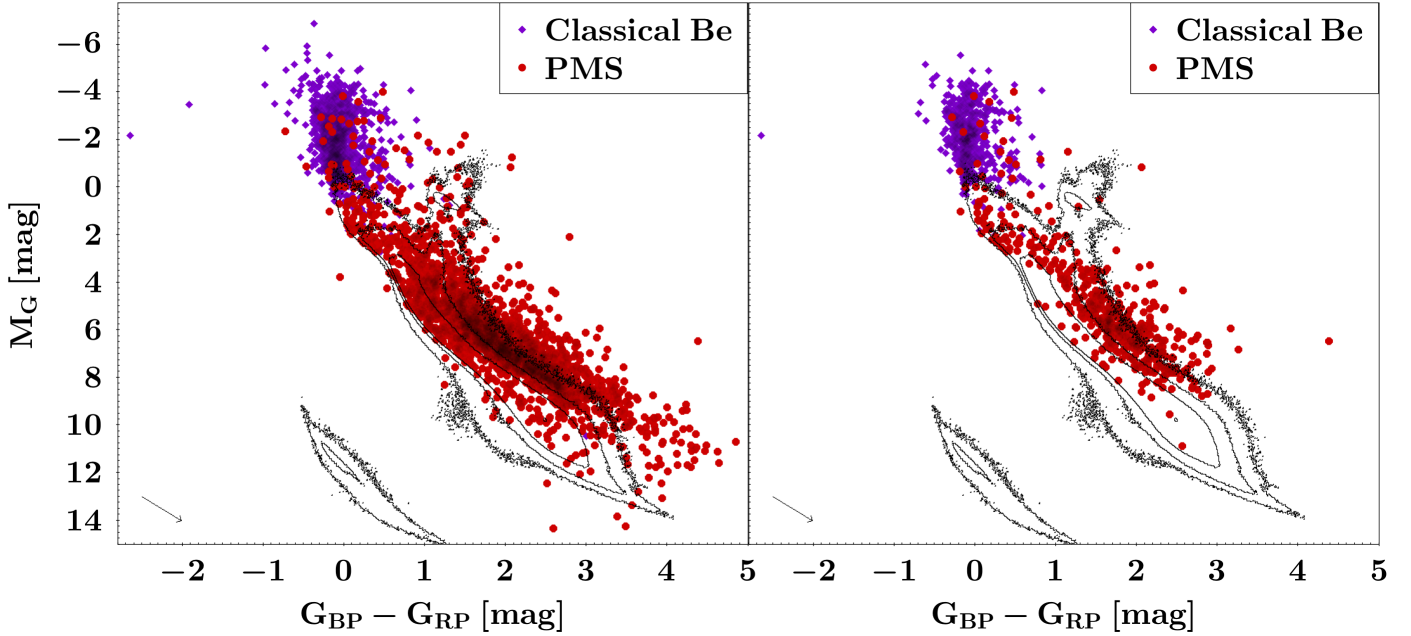 Classical Be
PMS
Classical Be
PMS
−6
−4
−2
0
2
4
6
8
10
12
14
M_G [mag]
−2 −1 0 1 2 3 4 5
−2 −1 0 1 2 3 4 5
G_BP − G_RP [mag]
G_BP − G_RP [mag]